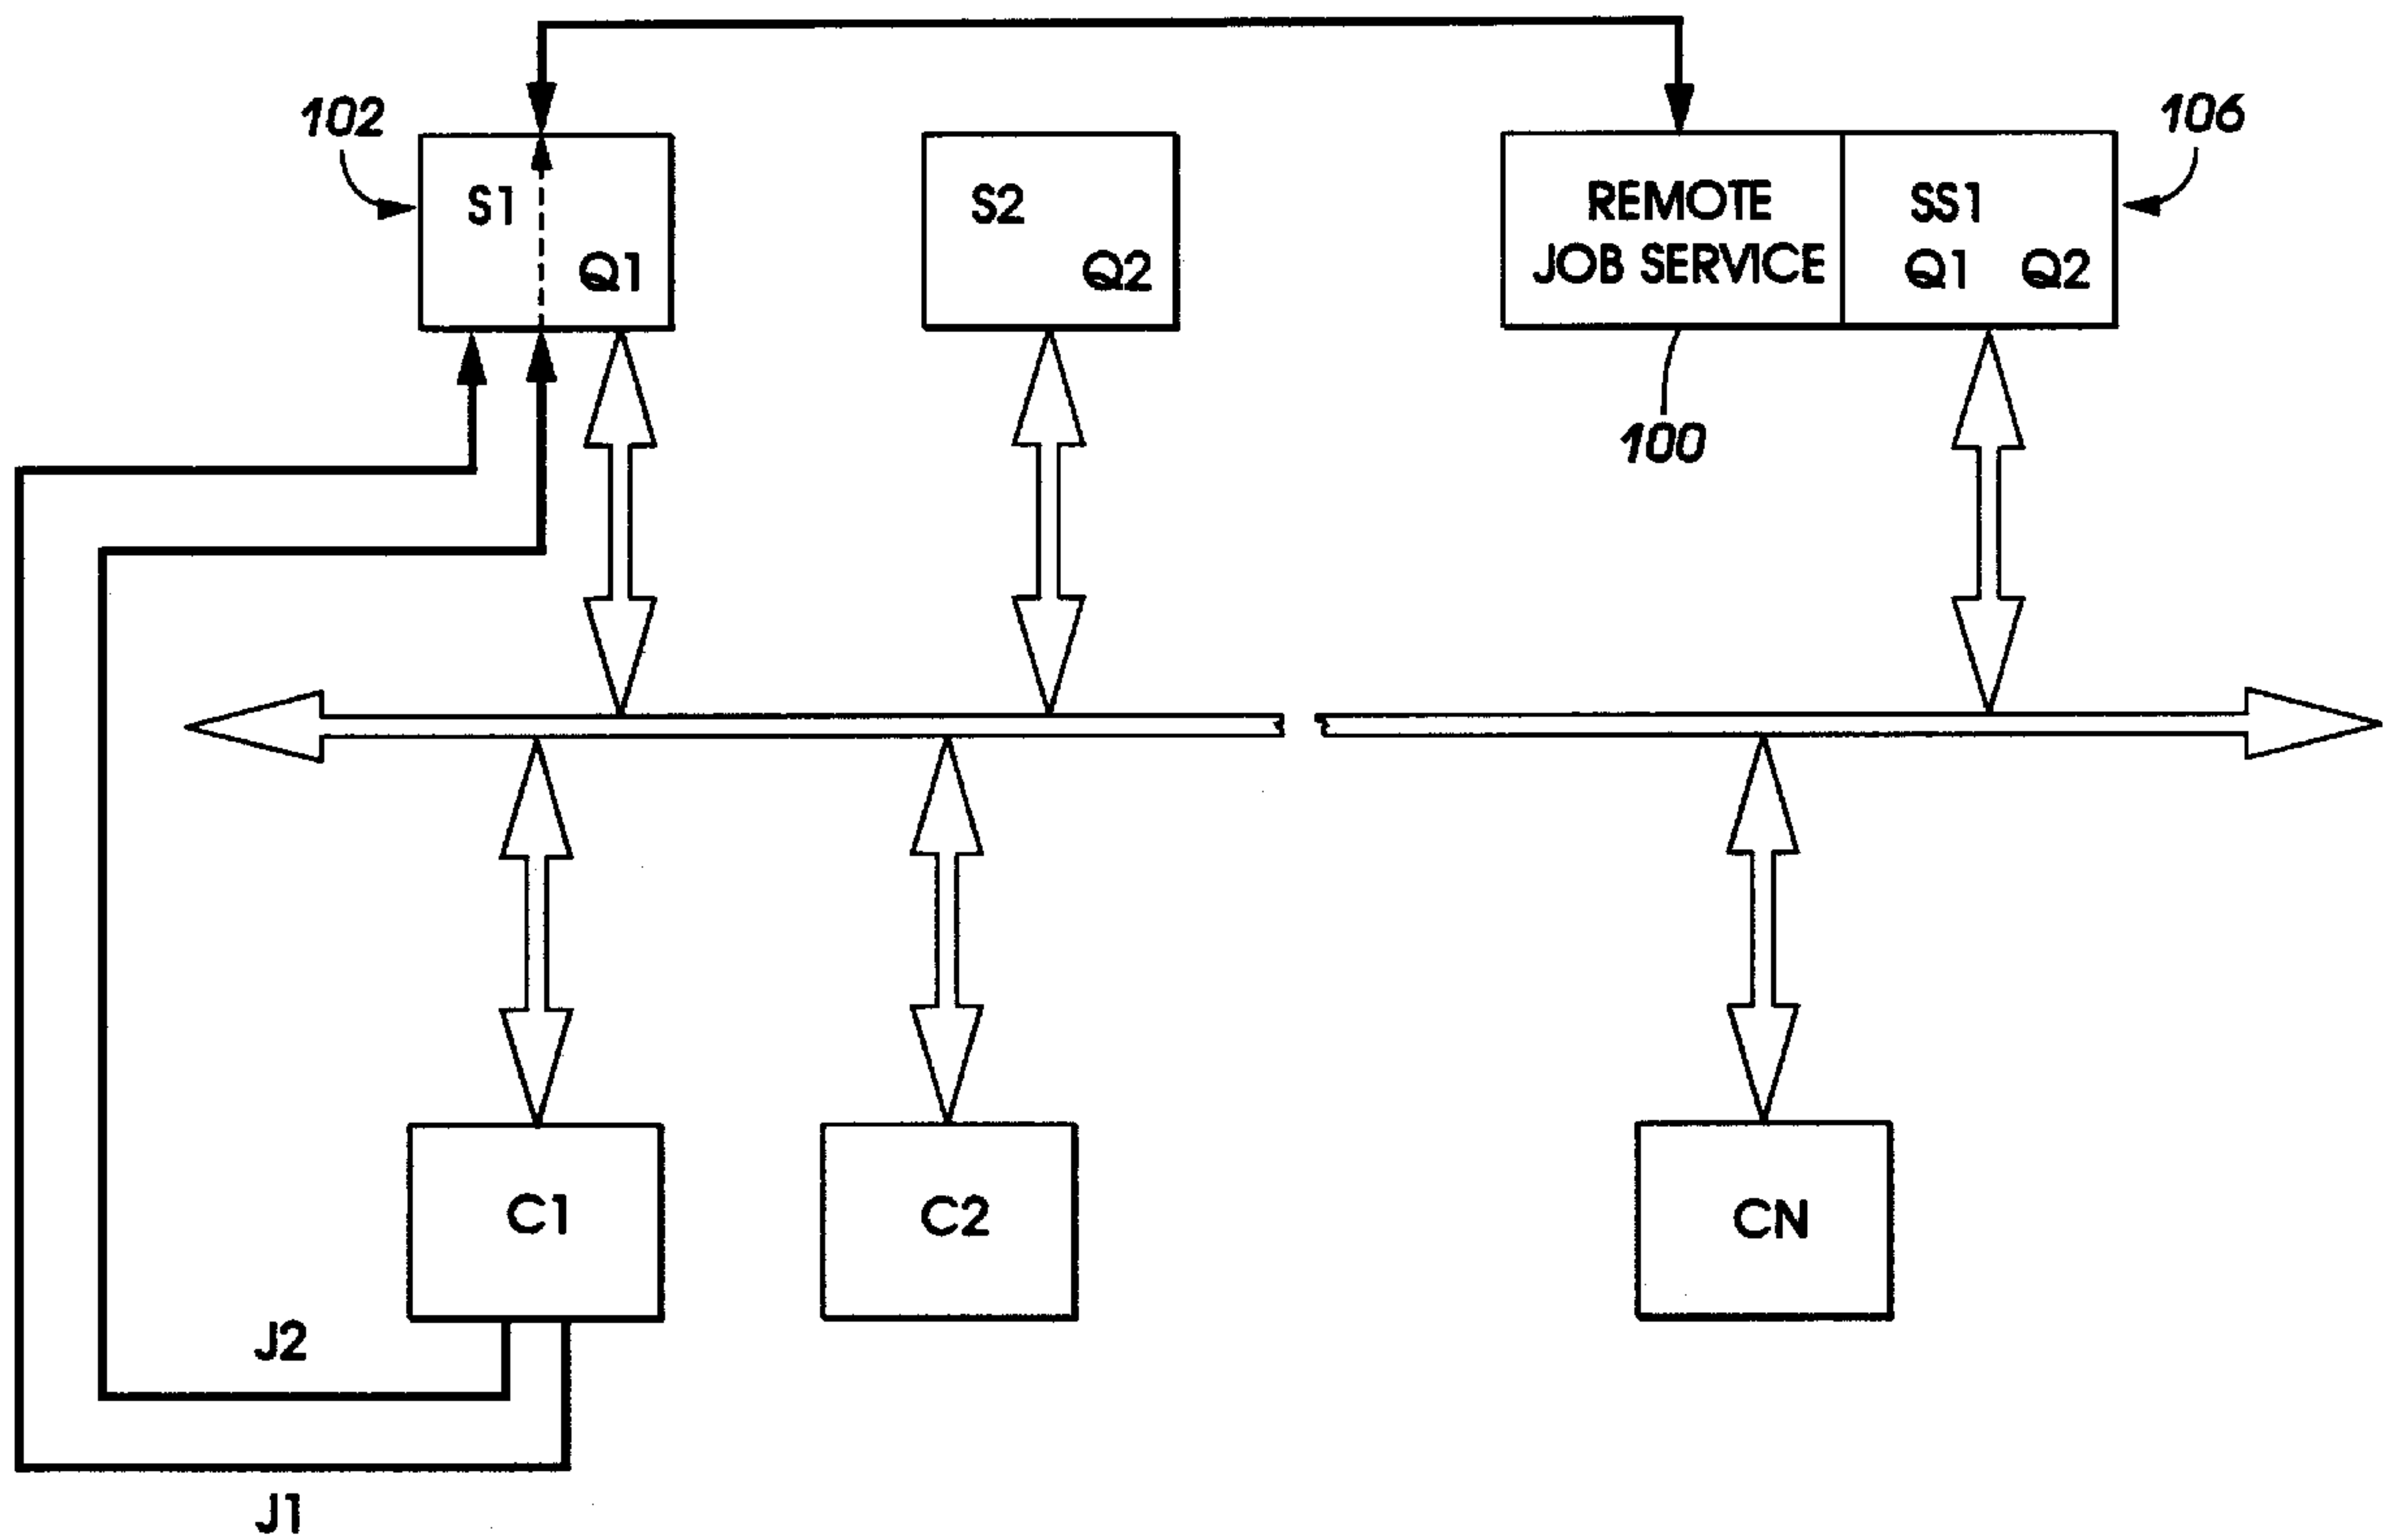 102
106
S1
Q1
S2
Q2
REMOTE
JOB SERVICE
SS1
Q1 Q2
100
C1
C2
CN
J2
J1